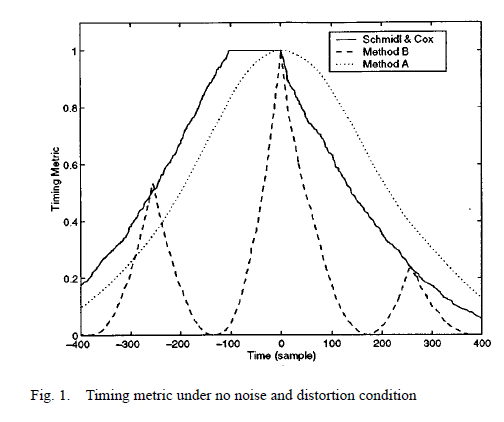 Schmidl & Cox
Method B
Method A
1
0.8
0.6
0.4
0.2
0
Timing Metric
−400 −300 −200 −100 0 100 200 300 400
Time (sample)
Fig. 1. Timing metric under no noise and distortion condition